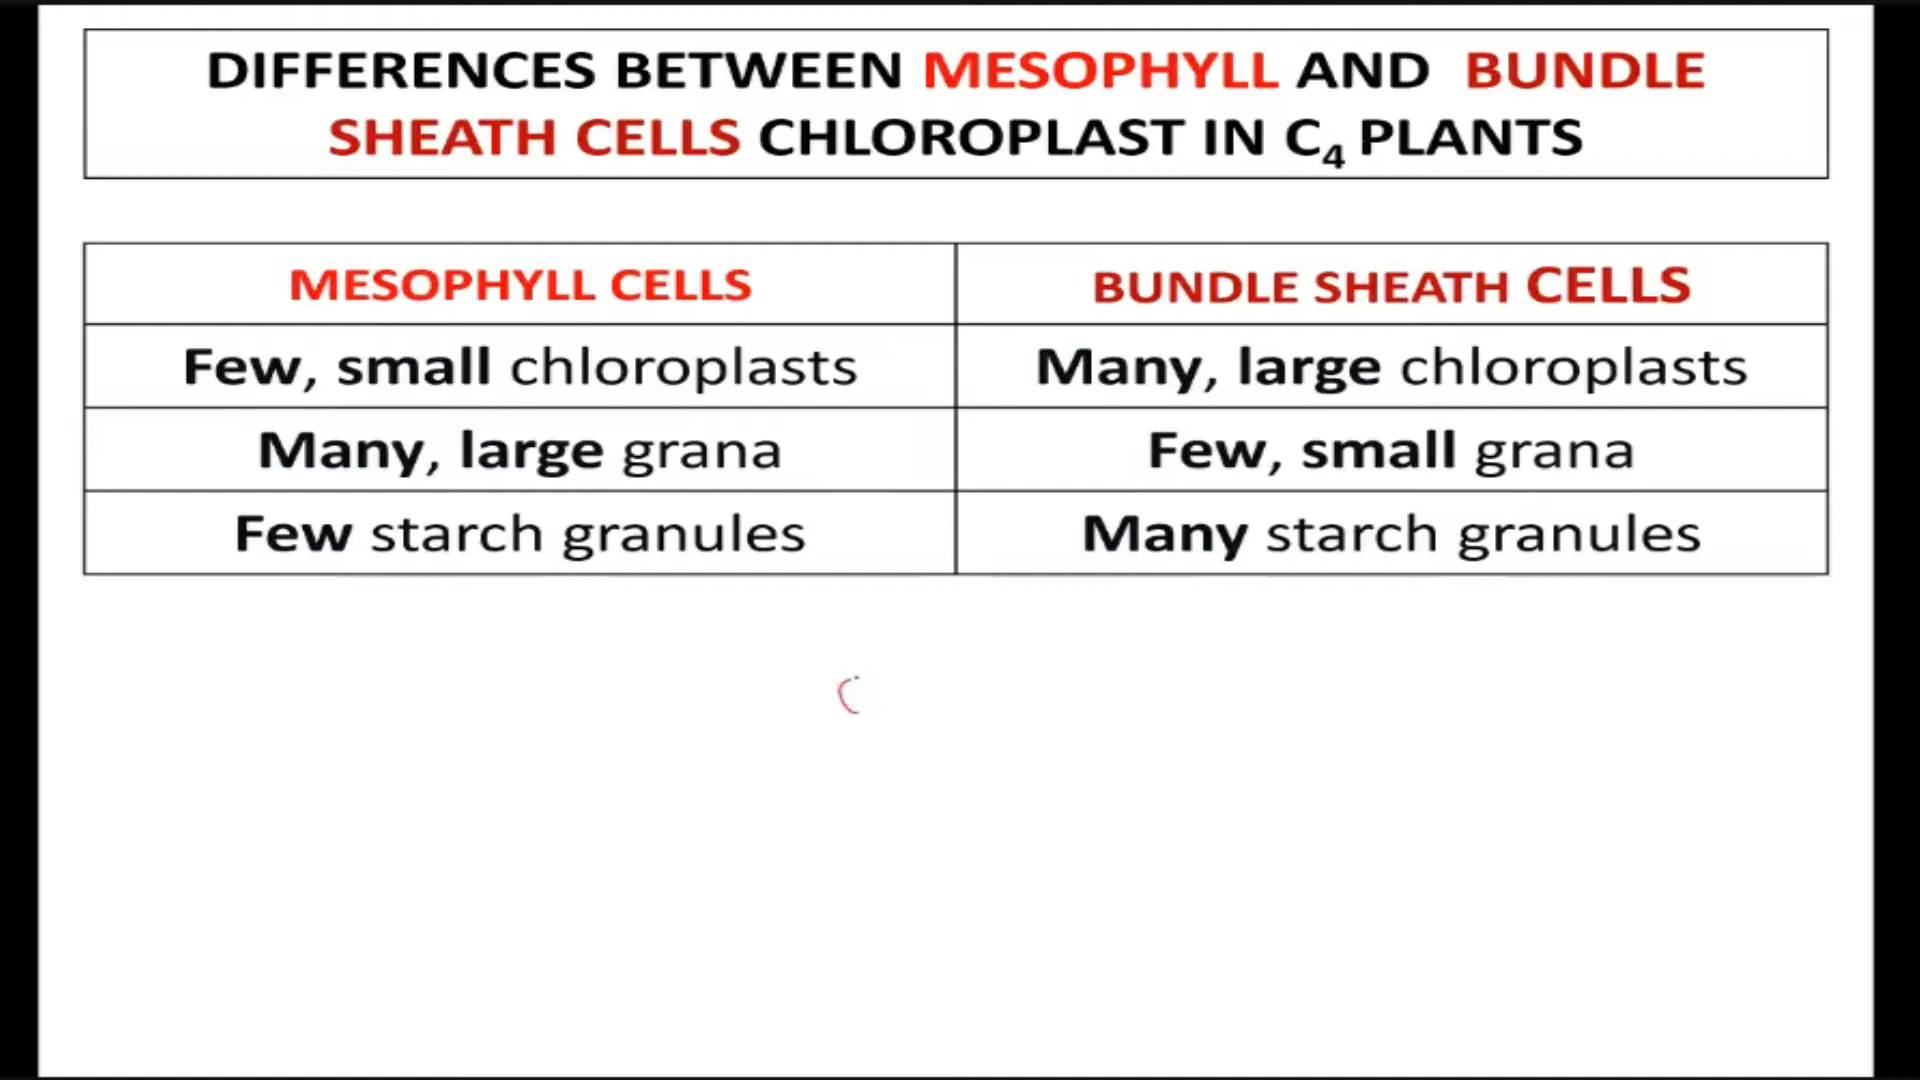 DIFFERENCES BETWEEN MESOPHYLL AND BUNDLE
SHEATH CELLS CHLOROPLAST IN C₄ PLANTS
MESOPHYLL CELLS
BUNDLE SHEATH CELLS
Few, small chloroplasts
Many, large chloroplasts
Many, large grana
Few, small grana
Few starch granules
Many starch granules